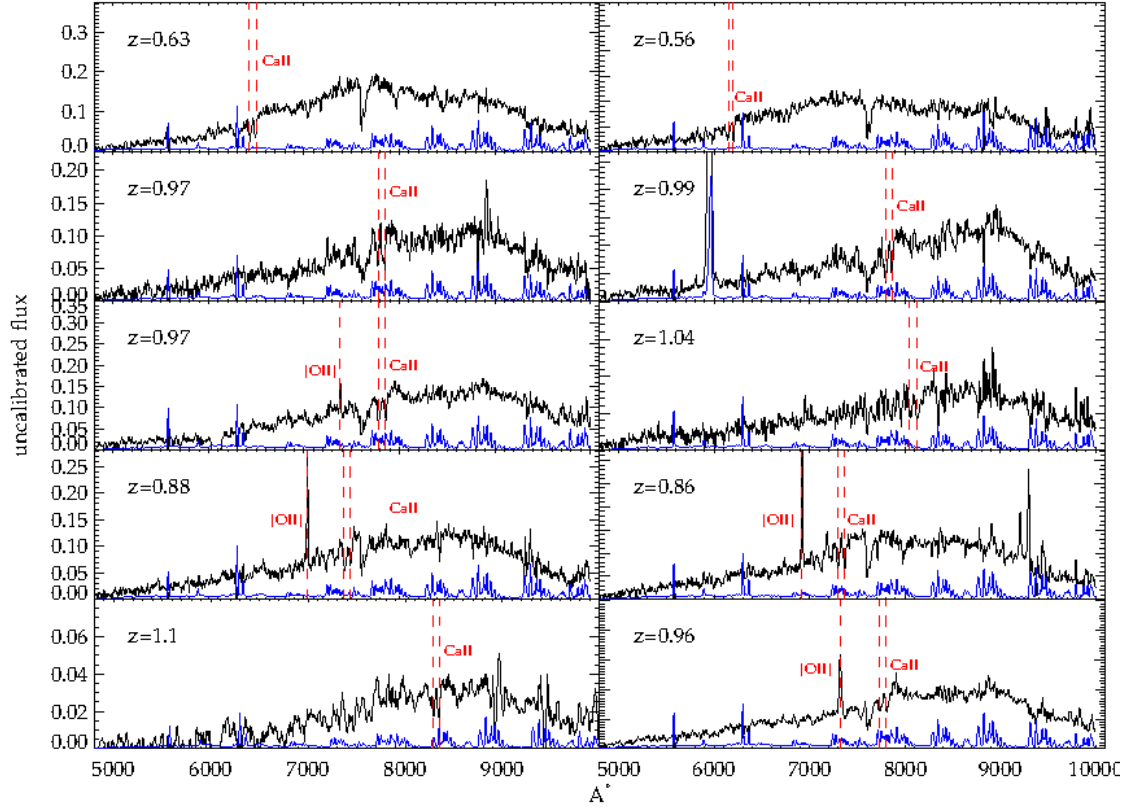 z=0.63
CaII
0.3
0.2
0.1
0.0
z=0.56
CaII
z=0.97
CaII
0.20
0.15
0.10
0.05
0.00
z=0.99
CaII
z=0.97
[OII]
CaII
0.35
0.30
0.25
0.20
0.15
0.10
0.05
0.00
z=1.04
CaII
z=0.88
[OII]
CaII
0.25
0.20
0.15
0.10
0.05
0.00
z=0.86
[OII]
CaII
z=1.1
CaII
0.06
0.04
0.02
0.00
z=0.96
[OII]
CaII
uncalibrated flux
5000 6000 7000 8000 9000
5000 6000 7000 8000 9000 10000
A°